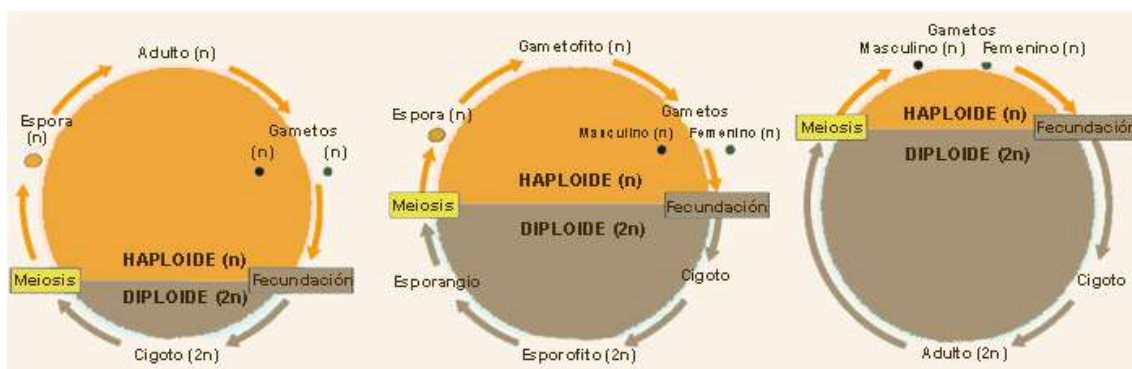 Adulto (n)
Espora
(n)
Gametos
(n)
(n)
HAPLOIDE (n)
Meiosis
Fecundación
DIPLOIDE (2n)
Cigoto (2n)
Gametofito (n)
Espora (n)
Gametos
Masculino (n)
Femenino (n)
HAPLOIDE (n)
Meiosis
Fecundación
DIPLOIDE (2n)
Esporangio
Cigoto
Esporofito (2n)
Gametos
Masculino (n)
Femenino (n)
HAPLOIDE (n)
Meiosis
Fecundación
DIPLOIDE (2n)
Cigoto
Adulto (2n)